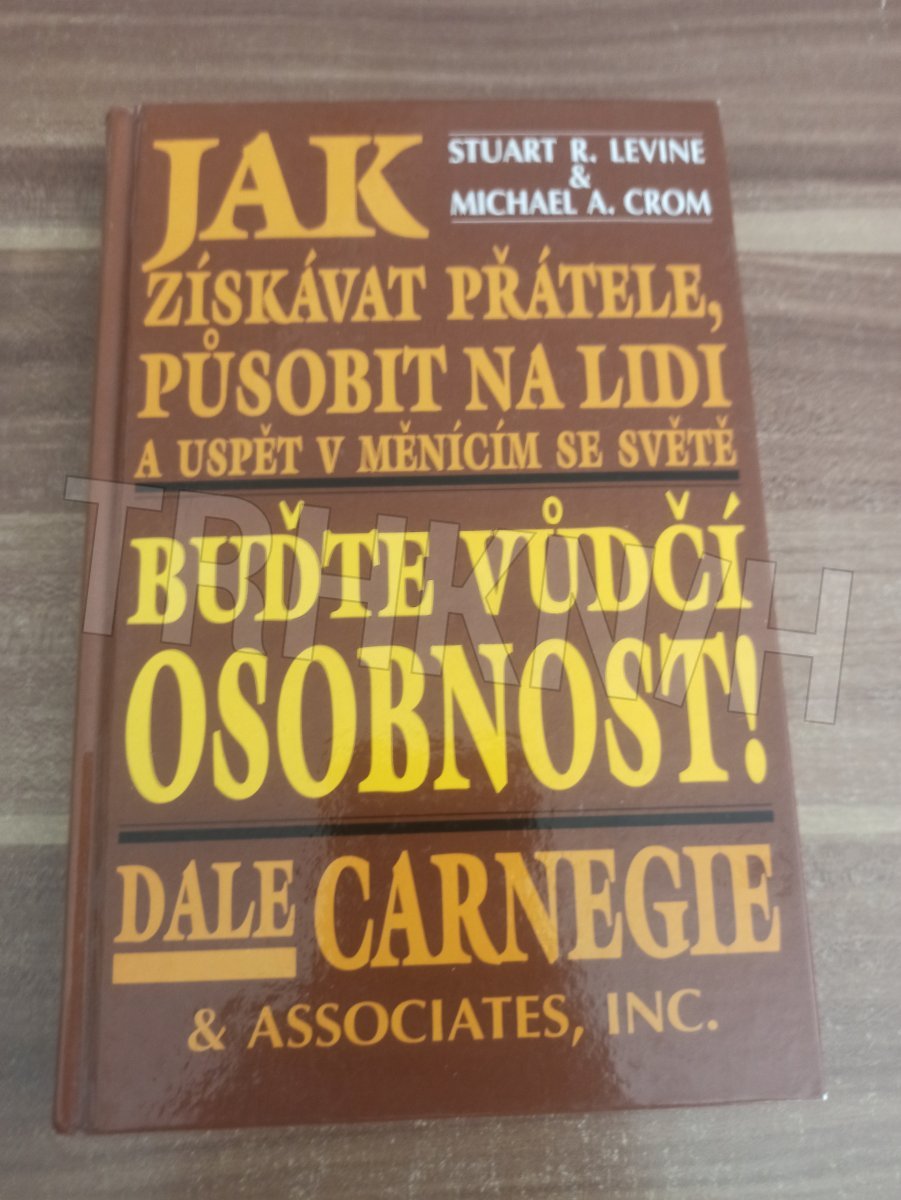 JAK
STUART R. LEVINE
&
MICHAEL A. CROM
ZÍSKÁVAT PŘÁTELE,
PŮSOBIT NA LIDI
A USPĚT V MĚNÍCÍM SE SVĚTĚ
BUĎTE VŮDČÍ
OSOBNOST!
DALE CARNEGIE
& ASSOCIATES, INC.
TRHKNIH